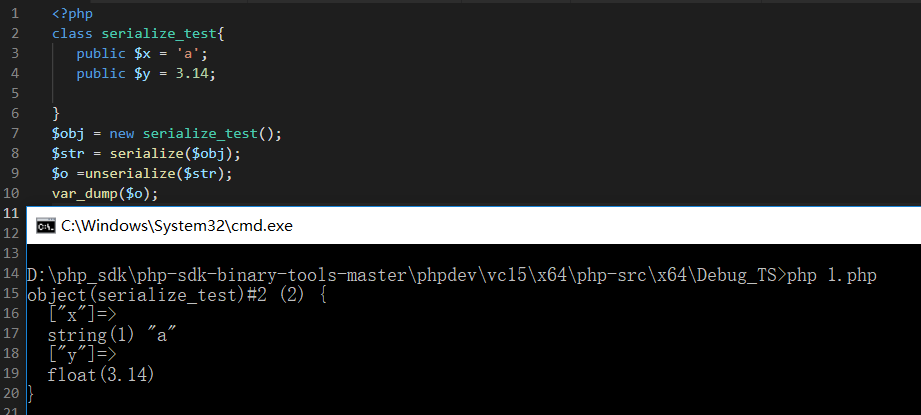 1 <?php
2 class serialize_test{
3 public $x = 'a';
4 public $y = 3.14;
5
6 }
7 $obj = new serialize_test();
8 $str = serialize($obj);
9 $o =unserialize($str);
10 var_dump($o);
11
C:\Windows\System32\cmd.exe
12
13
14 D:\php_sdk\php-sdk-binary-tools-master\phpdev\vc15\x64\php-src\x64\Debug_TS>php 1.php
15 object(serialize_test)#2 (2) {
16 ["x"]=>
17 string(1) "a"
18 ["y"]=>
19 float(3.14)
20 }
21